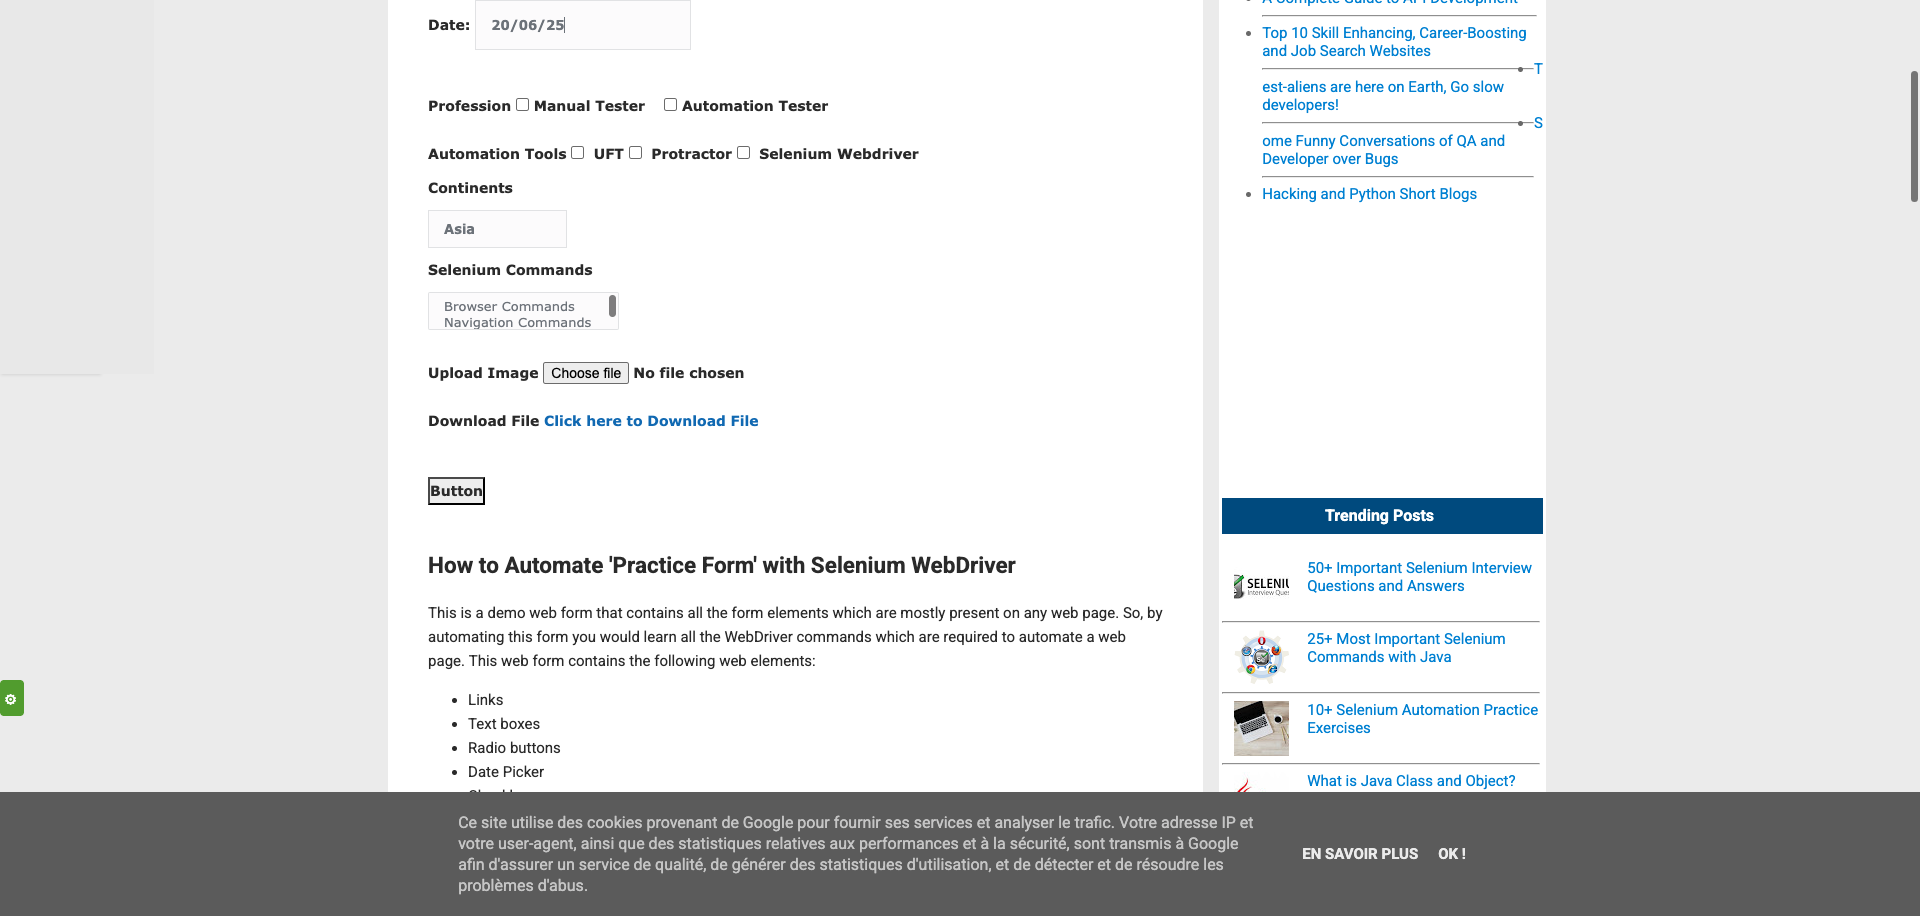 Date: 20/06/25
Profession Manual Tester Automation Tester
Automation Tools UFT Protractor Selenium Webdriver
Continents
Asia
Selenium Commands
Browser Commands
Navigation Commands
Upload Image Choose file No file chosen
Download File Click here to Download File
Button
How to Automate 'Practice Form' with Selenium WebDriver
This is a demo web form that contains all the form elements which are mostly present on any web page. So, by
automating this form you would learn all the WebDriver commands which are required to automate a web
page. This web form contains the following web elements:
Links
Text boxes
Radio buttons
Date Picker
A Complete Guide to API Development
Top 10 Skill Enhancing, Career-Boosting
and Job Search Websites
T
est-aliens are here on Earth, Go slow
developers!
S
ome Funny Conversations of QA and
Developer over Bugs
Hacking and Python Short Blogs
Trending Posts
SELENIU
Interview Ques
50+ Important Selenium Interview
Questions and Answers
25+ Most Important Selenium
Commands with Java
10+ Selenium Automation Practice
Exercises
What is Java Class and Object?
Ce site utilise des cookies provenant de Google pour fournir ses services et analyser le trafic. Votre adresse IP et
votre user-agent, ainsi que des statistiques relatives aux performances et à la sécurité, sont transmis à Google
afin d'assurer un service de qualité, de générer des statistiques d'utilisation, et de détecter et de résoudre les
problèmes d'abus.
EN SAVOIR PLUS OK !